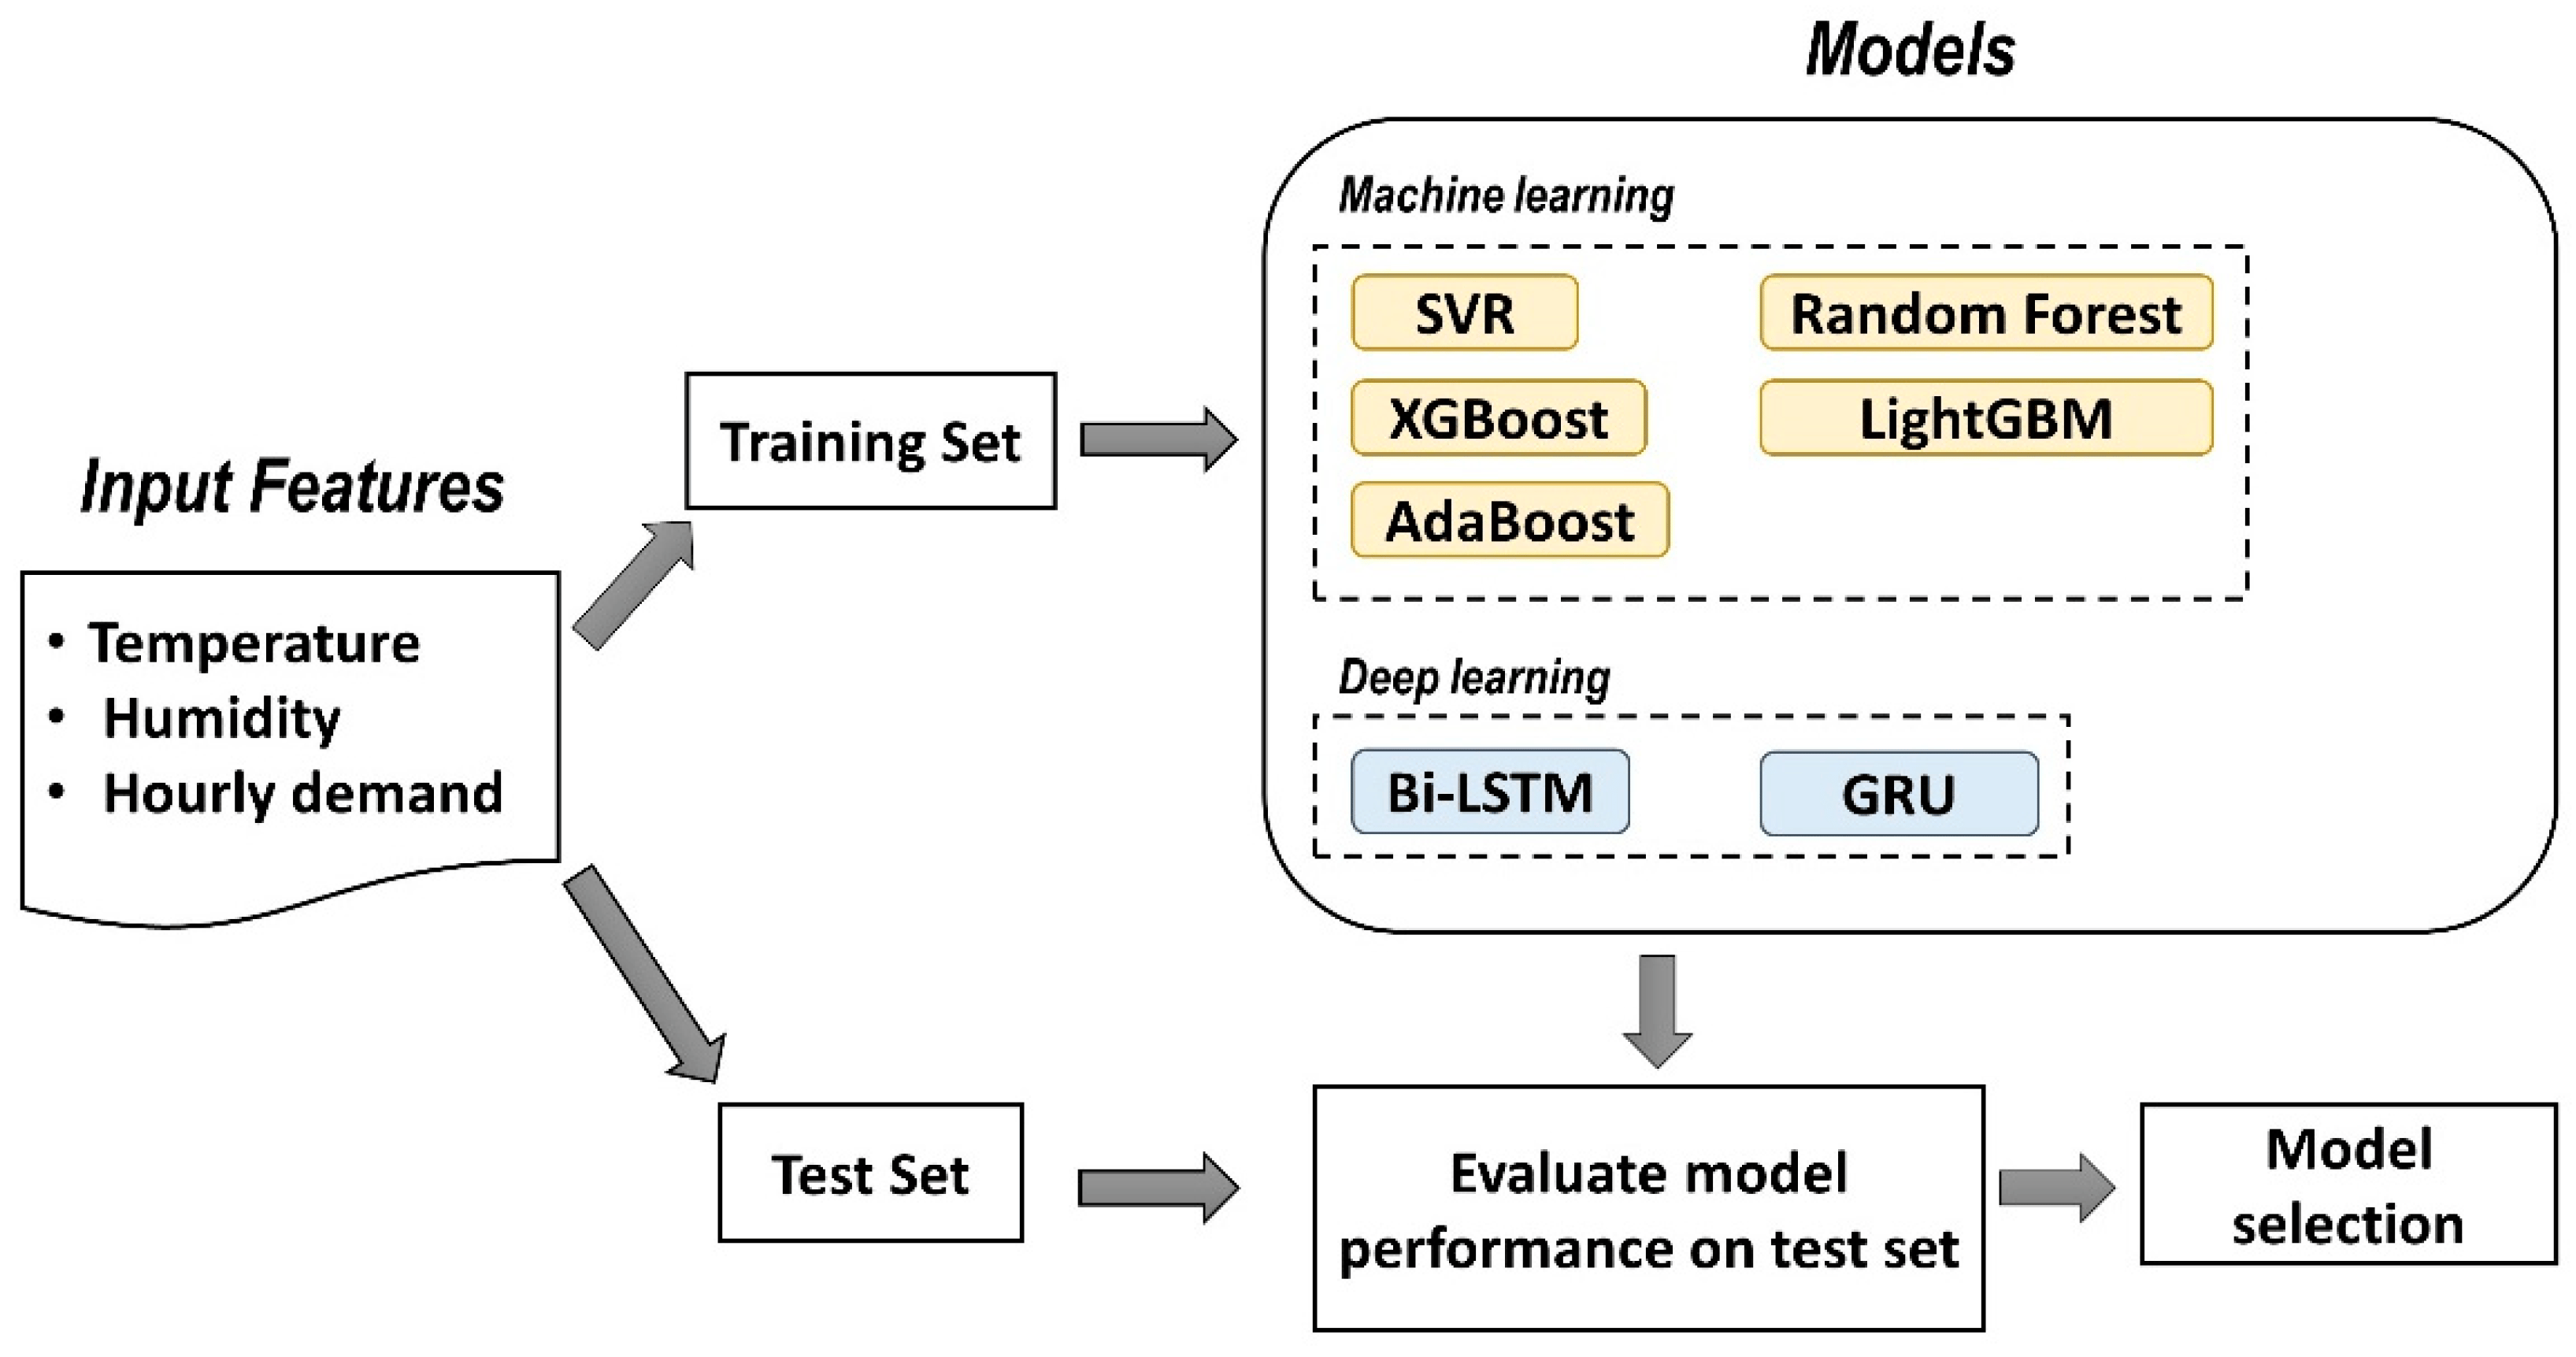 Models
Machine learning
SVR
Random Forest
XGBoost
LightGBM
AdaBoost
Deep learning
Bi-LSTM
GRU
Training Set
Input Features
• Temperature
• Humidity
• Hourly demand
Test Set
Evaluate model
performance on test set
Model
selection